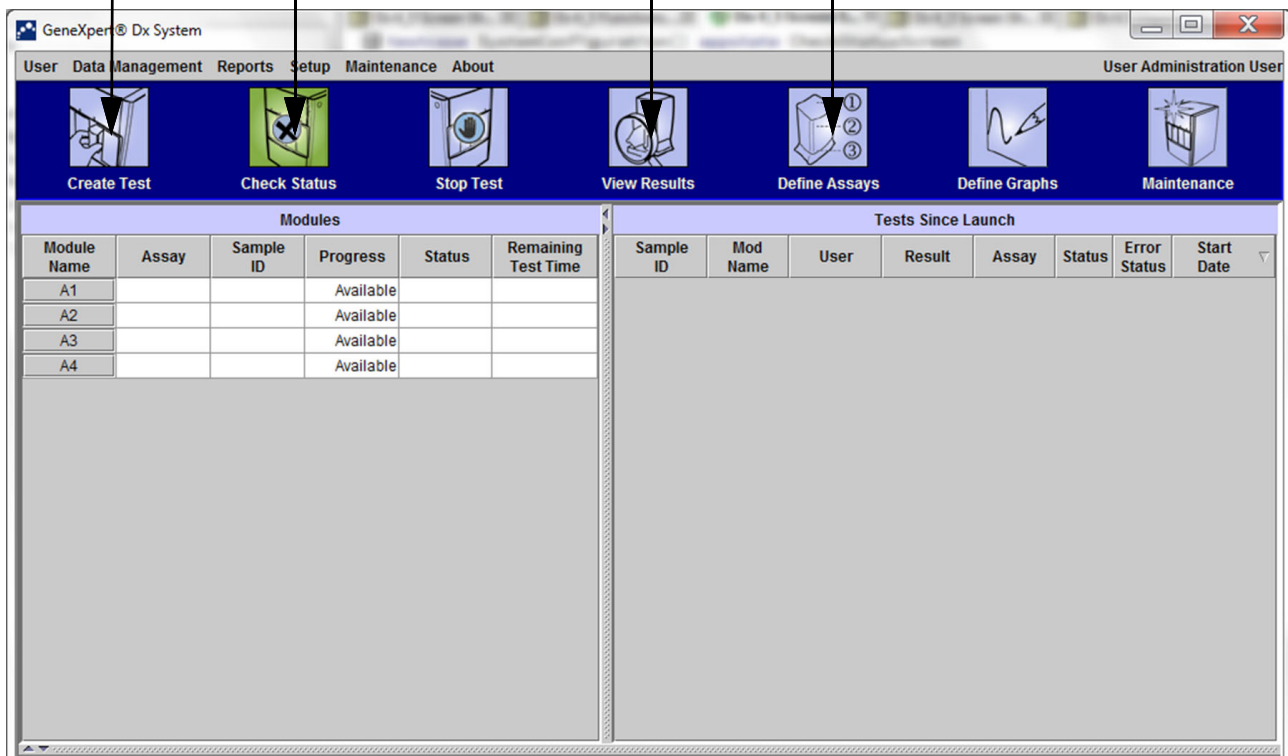 GeneXpert® Dx System
User Data Management Reports Setup Maintenance About User Administration User
① 
② 
③
Create Test Check Status Stop Test View Results Define Assays Define Graphs Maintenance
Modules Tests Since Launch
Module Name Assay Sample ID Progress Status Remaining Test Time Sample ID Mod Name User Result Assay Status Error Status Start Date
A1 Available
A2 Available
A3 Available
A4 Available